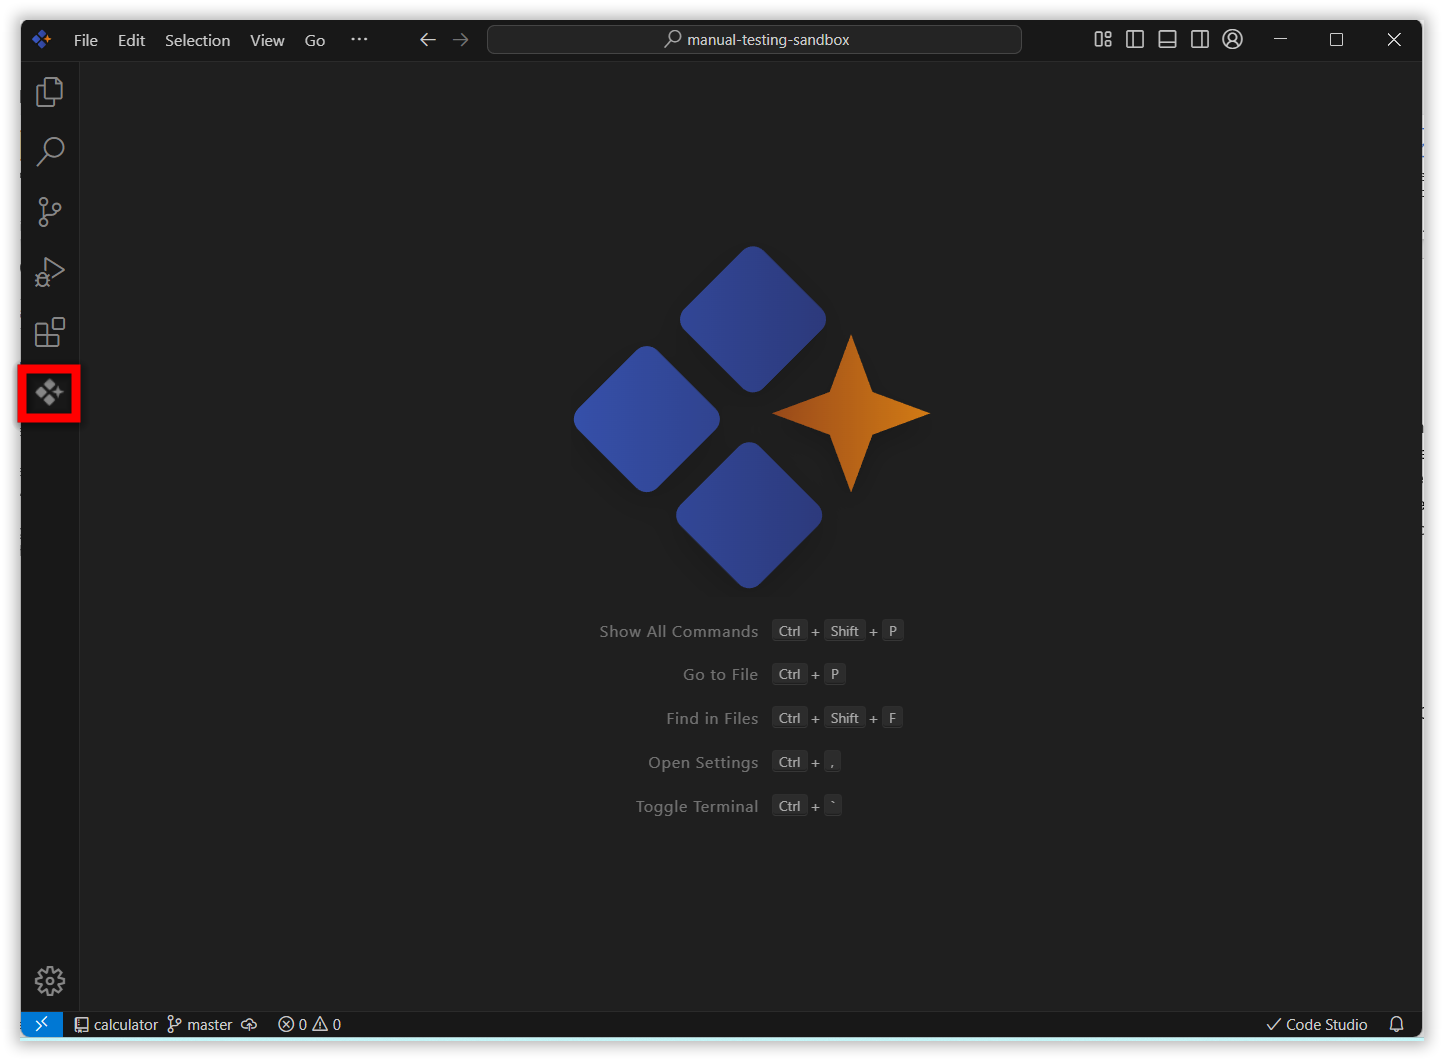 File Edit Selection View Go ··· manual-testing-sandbox
Show All Commands Ctrl + Shift + P
Go to File Ctrl + P
Find in Files Ctrl + Shift + F
Open Settings Ctrl + ,
Toggle Terminal Ctrl + `
calculator master 0 0 Code Studio